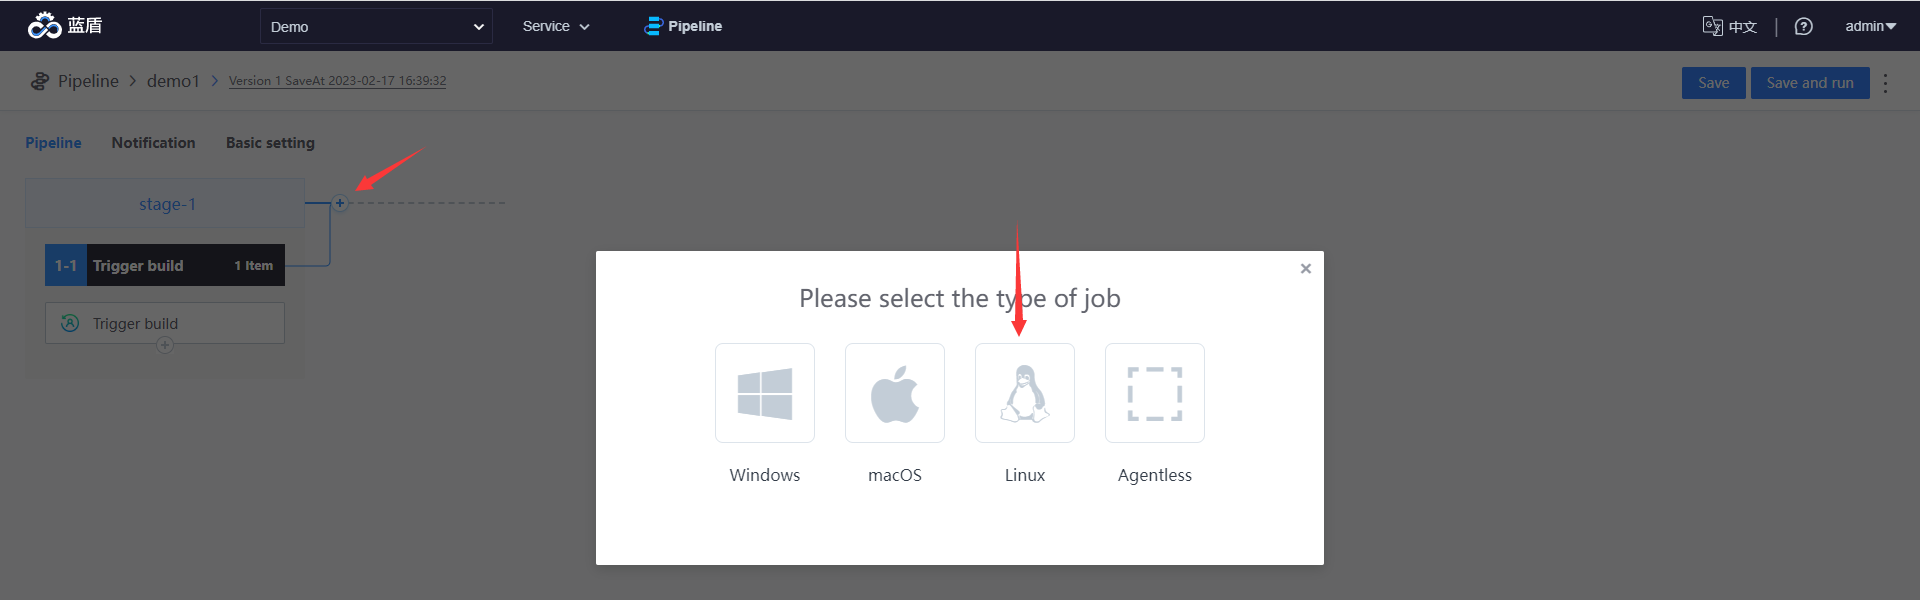 蓝盾
Demo
Service
Pipeline
中文
admin
Pipeline
demo1
Version 1 SaveAt 2023-02-17 16:39:32
Save
Save and run
Pipeline
Notification
Basic setting
stage-1
1-1
Trigger build
1 Item
Trigger build
Please select the type of job
Windows
macOS
Linux
Agentless